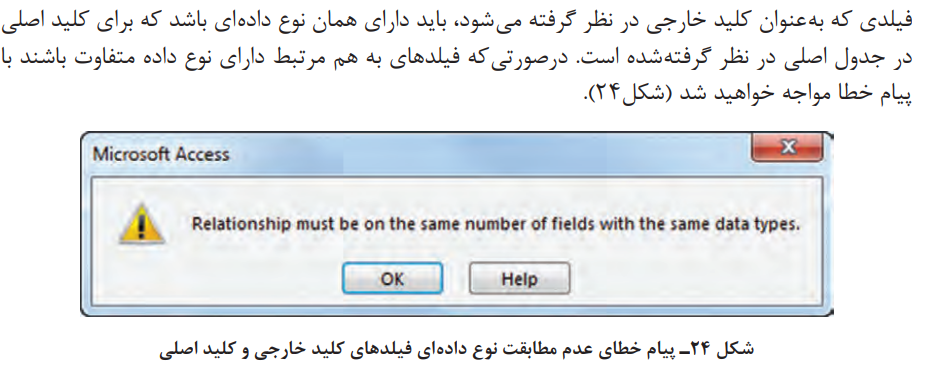 فیلدی که به‌عنوان کلید خارجی در نظر گرفته می‌شود، باید دارای همان نوع داده‌ای باشد که برای کلید اصلی
در جدول اصلی در نظر گرفته‌شده است. درصورتی‌که فیلدهای به هم مرتبط دارای نوع داده متفاوت باشند با
پیام خطا مواجه خواهید شد (شکل۲۴).
Microsoft Access
x
Relationship must be on the same number of fields with the same data types.
OK
Help
شکل ۲۴ـ پیام خطای عدم مطابقت نوع داده‌ای فیلدهای کلید خارجی و کلید اصلی